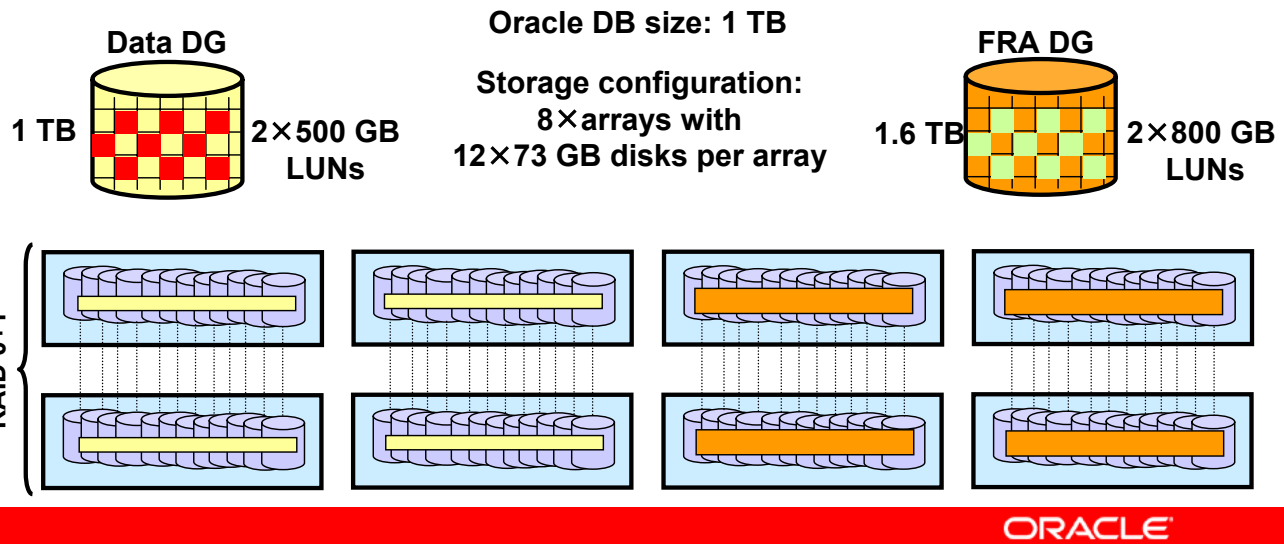 Oracle DB size: 1 TB
Data DG
FRA DG
Storage configuration:
8×arrays with
12×73 GB disks per array
1 TB
2×500 GB
LUNs
1.6 TB
2×800 GB
LUNs
RAID
ORACLE